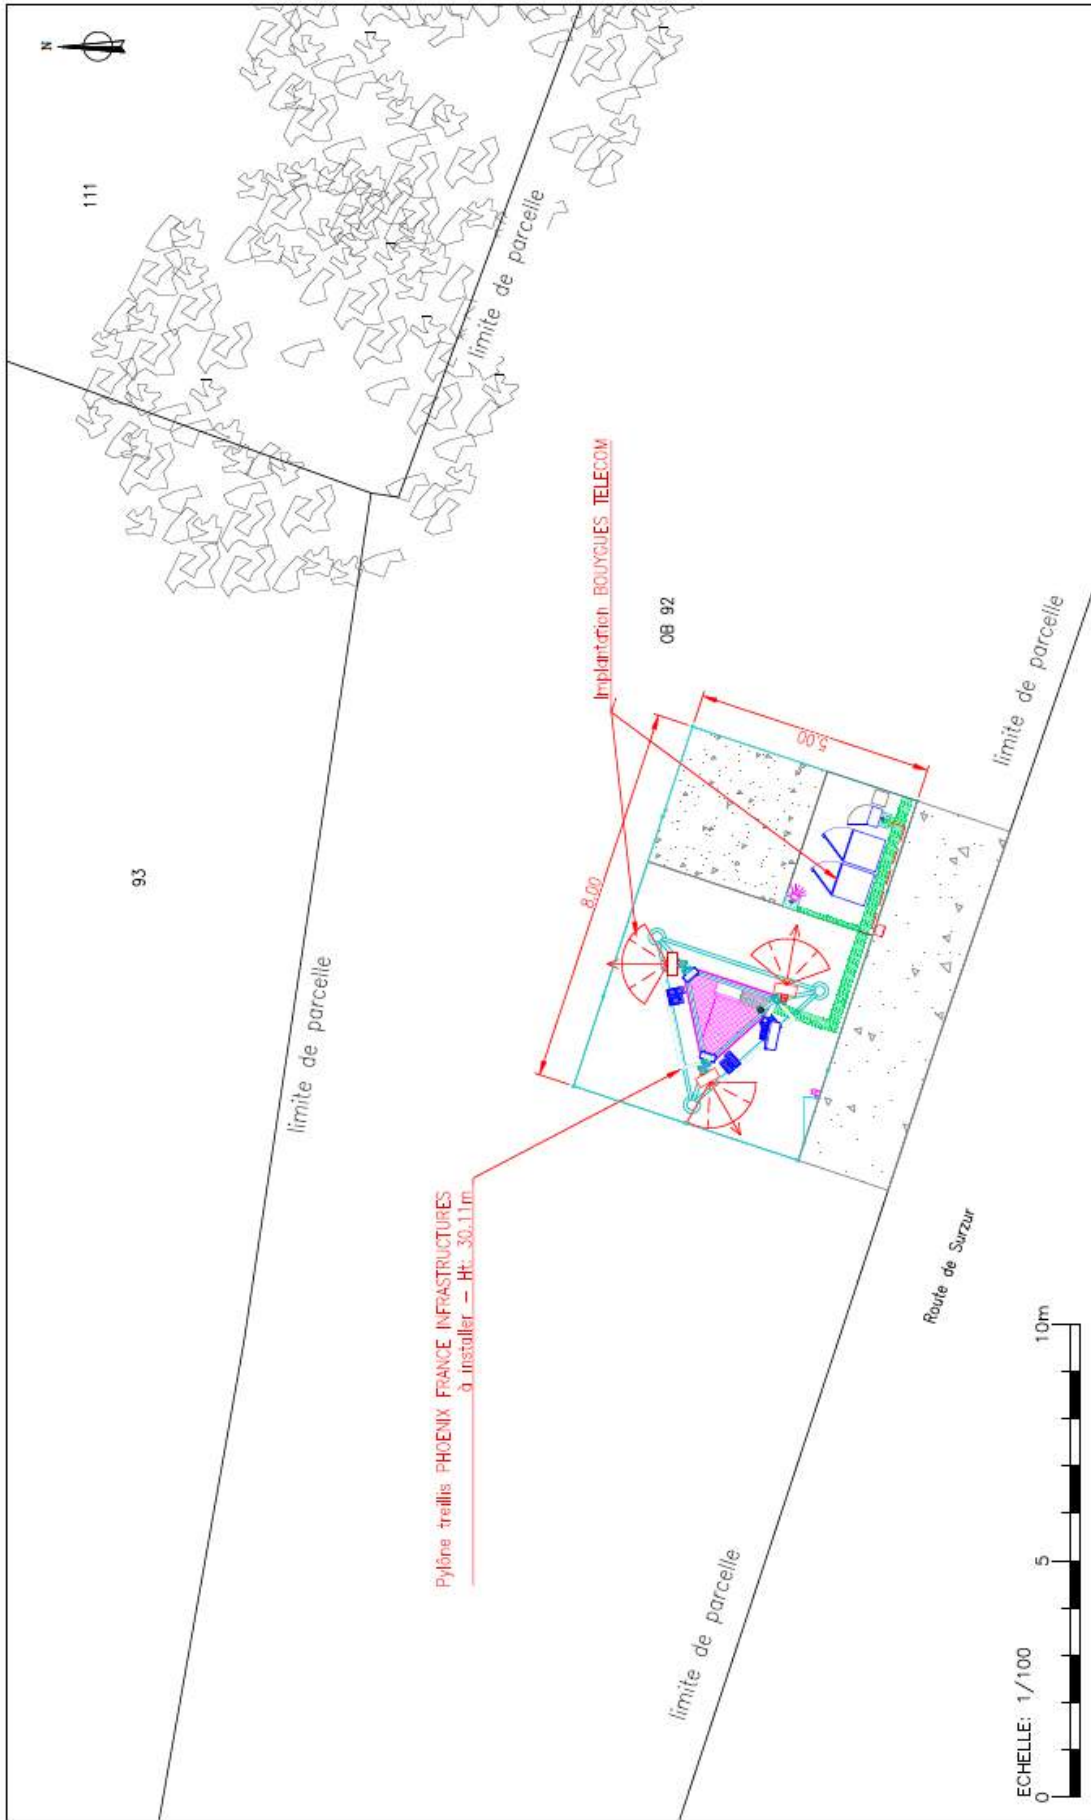 N
111
93
limite de parcelle
limite de parcelle
Implantation BOUYGUES TELECOM
OB 92
8.00
5.00
limite de parcelle
Pylône treillis PHOENIX FRANCE INFRASTRUCTURES
à installer – Ht: 30.11m
Route de Surzur
limite de parcelle
ECHELLE: 1/100
0
5
10m